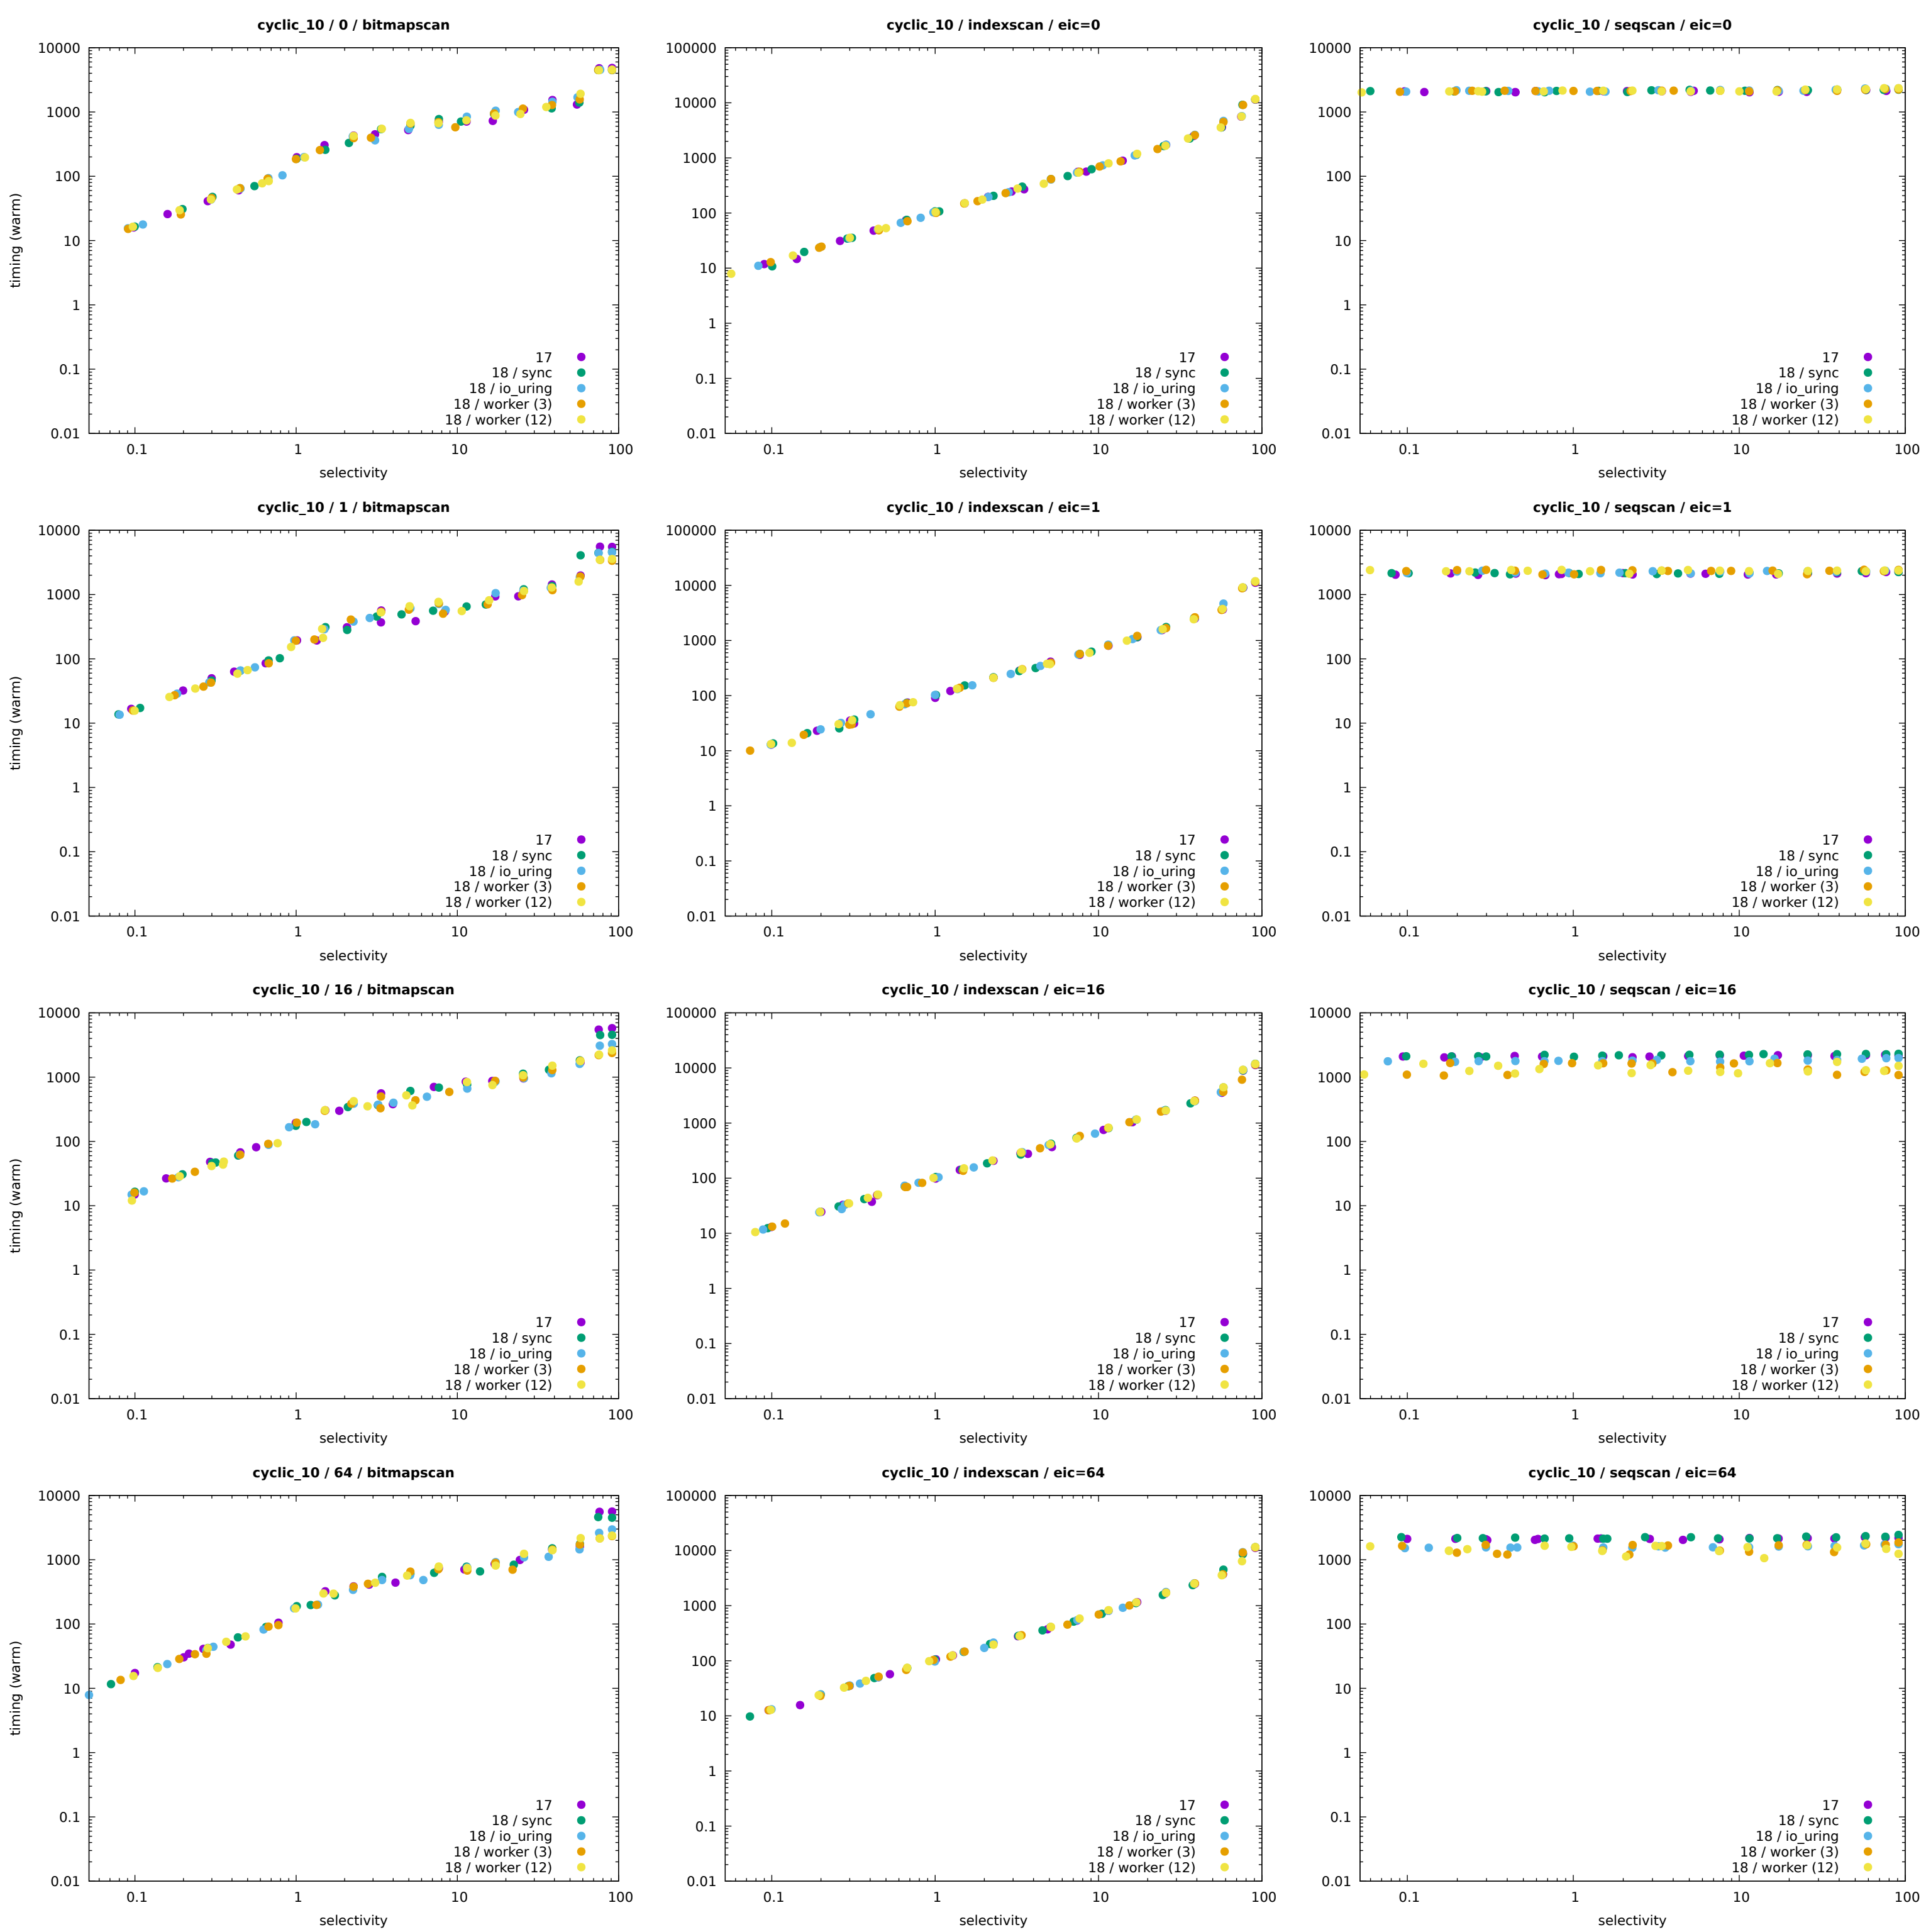 cyclic_10 / 0 / bitmapscan
10000
1000
100
10
1
0.1
0.01
timing (warm)
17
18 / sync
18 / io_uring
18 / worker (3)
18 / worker (12)
0.1 1 10 100
selectivity
cyclic_10 / indexscan / eic=0
100000
10000
1000
100
10
1
0.1
0.01
17
18 / sync
18 / io_uring
18 / worker (3)
18 / worker (12)
0.1 1 10 100
selectivity
cyclic_10 / seqscan / eic=0
10000
1000
100
10
1
0.1
0.01
17
18 / sync
18 / io_uring
18 / worker (3)
18 / worker (12)
0.1 1 10 100
selectivity
cyclic_10 / 1 / bitmapscan
10000
1000
100
10
1
0.1
0.01
timing (warm)
17
18 / sync
18 / io_uring
18 / worker (3)
18 / worker (12)
0.1 1 10 100
selectivity
cyclic_10 / indexscan / eic=1
100000
10000
1000
100
10
1
0.1
0.01
17
18 / sync
18 / io_uring
18 / worker (3)
18 / worker (12)
0.1 1 10 100
selectivity
cyclic_10 / seqscan / eic=1
10000
1000
100
10
1
0.1
0.01
17
18 / sync
18 / io_uring
18 / worker (3)
18 / worker (12)
0.1 1 10 100
selectivity
cyclic_10 / 16 / bitmapscan
10000
1000
100
10
1
0.1
0.01
timing (warm)
17
18 / sync
18 / io_uring
18 / worker (3)
18 / worker (12)
0.1 1 10 100
selectivity
cyclic_10 / indexscan / eic=16
100000
10000
1000
100
10
1
0.1
0.01
17
18 / sync
18 / io_uring
18 / worker (3)
18 / worker (12)
0.1 1 10 100
selectivity
cyclic_10 / seqscan / eic=16
10000
1000
100
10
1
0.1
0.01
17
18 / sync
18 / io_uring
18 / worker (3)
18 / worker (12)
0.1 1 10 100
selectivity
cyclic_10 / 64 / bitmapscan
10000
1000
100
10
1
0.1
0.01
timing (warm)
17
18 / sync
18 / io_uring
18 / worker (3)
18 / worker (12)
0.1 1 10 100
selectivity
cyclic_10 / indexscan / eic=64
100000
10000
1000
100
10
1
0.1
0.01
17
18 / sync
18 / io_uring
18 / worker (3)
18 / worker (12)
0.1 1 10 100
selectivity
cyclic_10 / seqscan / eic=64
10000
1000
100
10
1
0.1
0.01
17
18 / sync
18 / io_uring
18 / worker (3)
18 / worker (12)
0.1 1 10 100
selectivity